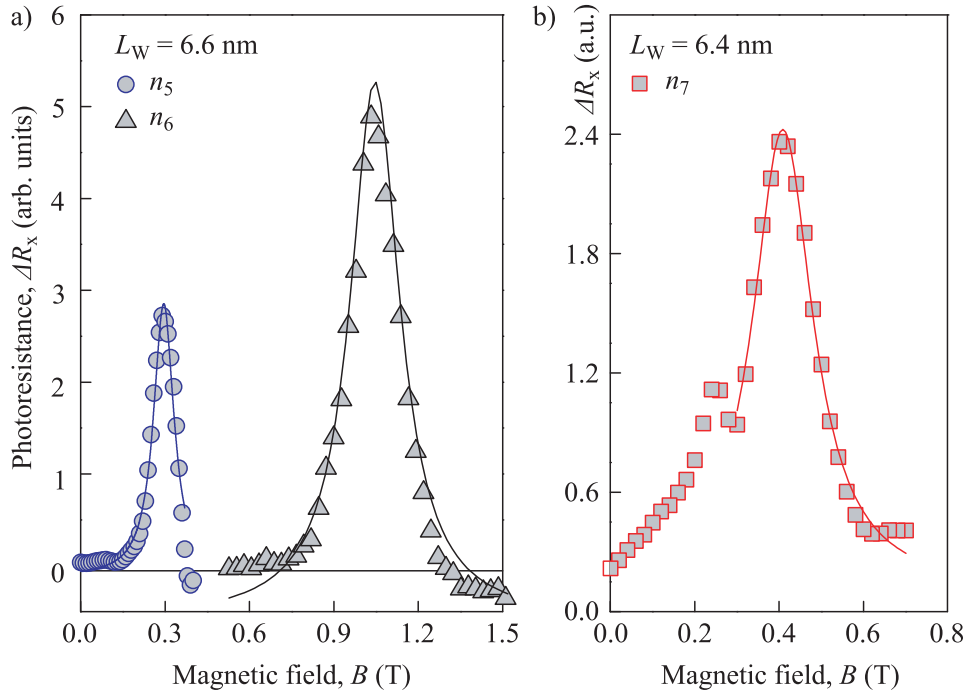 a)
L_W = 6.6 nm
n_5
n_6
Photoresistance, ΔR_x (arb. units)
6
5
4
3
2
1
0
0.0 0.3 0.6 0.9 1.2 1.5
Magnetic field, B (T)
b)
L_W = 6.4 nm
n_7
ΔR_x (a.u.)
2.4
1.8
1.2
0.6
0.0
0.0 0.2 0.4 0.6 0.8
Magnetic field, B (T)